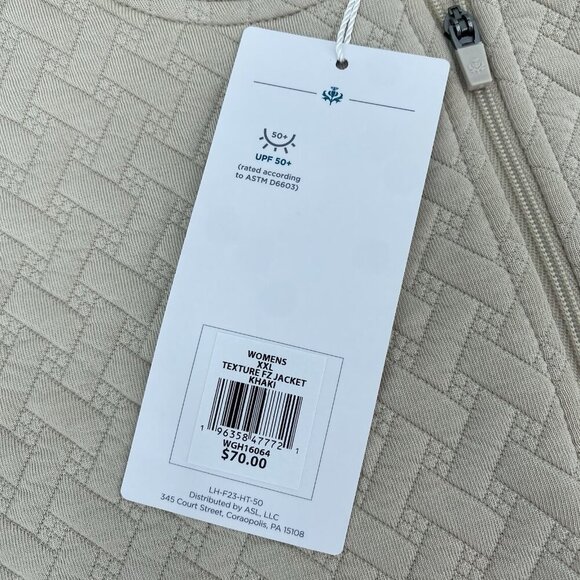 50+
UPF 50+
(rated according
to ASTM D6603)
WOMENS
XXL
TEXTURE FZ JACKET
KHAKI
1 96358 47772 1
WGH16064
$70.00
LH-F23-HT-50
Distributed by ASL, LLC
345 Court Street, Coraopolis, PA 15108